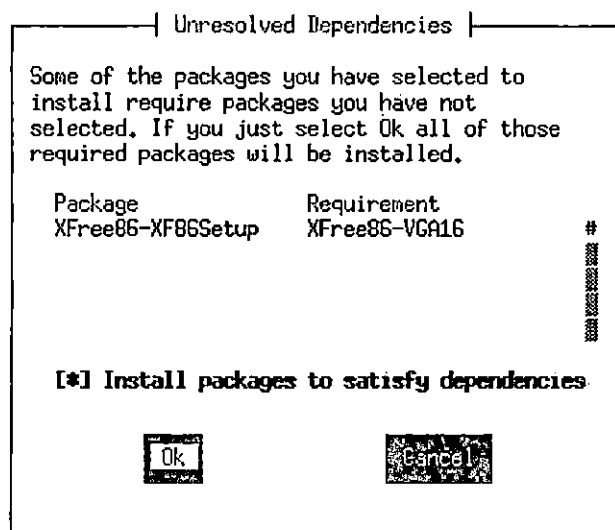 Unresolved Dependencies
Some of the packages you have selected to
install require packages you have not
selected. If you just select Ok all of those
required packages will be installed.
Package Requirement
XFree86-XF86Setup XFree86-VGA16 #
[*] Install packages to satisfy dependencies
Ok Cancel